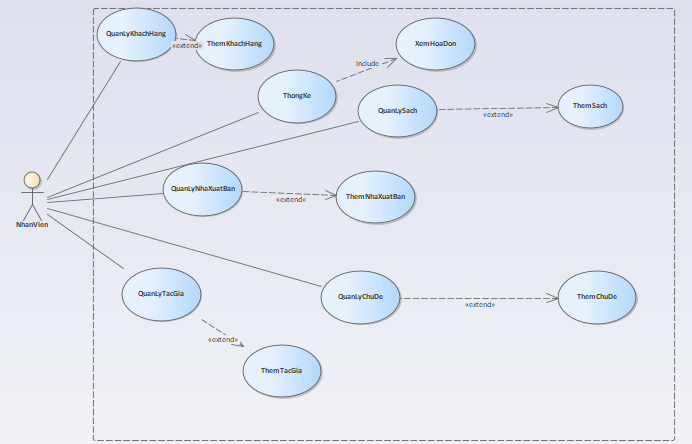 QuanLyKhachHang
«extend»
ThemKhachHang
XemHoaDon
Include
ThongKe
QuanLySach
«extend»
ThemSach
QuanLyNhaXuatBan
«extend»
ThemNhaXuatBan
NhanVien
QuanLyTacGia
QuanLyChuDe
«extend»
ThemChuDe
«extend»
ThemTacGia